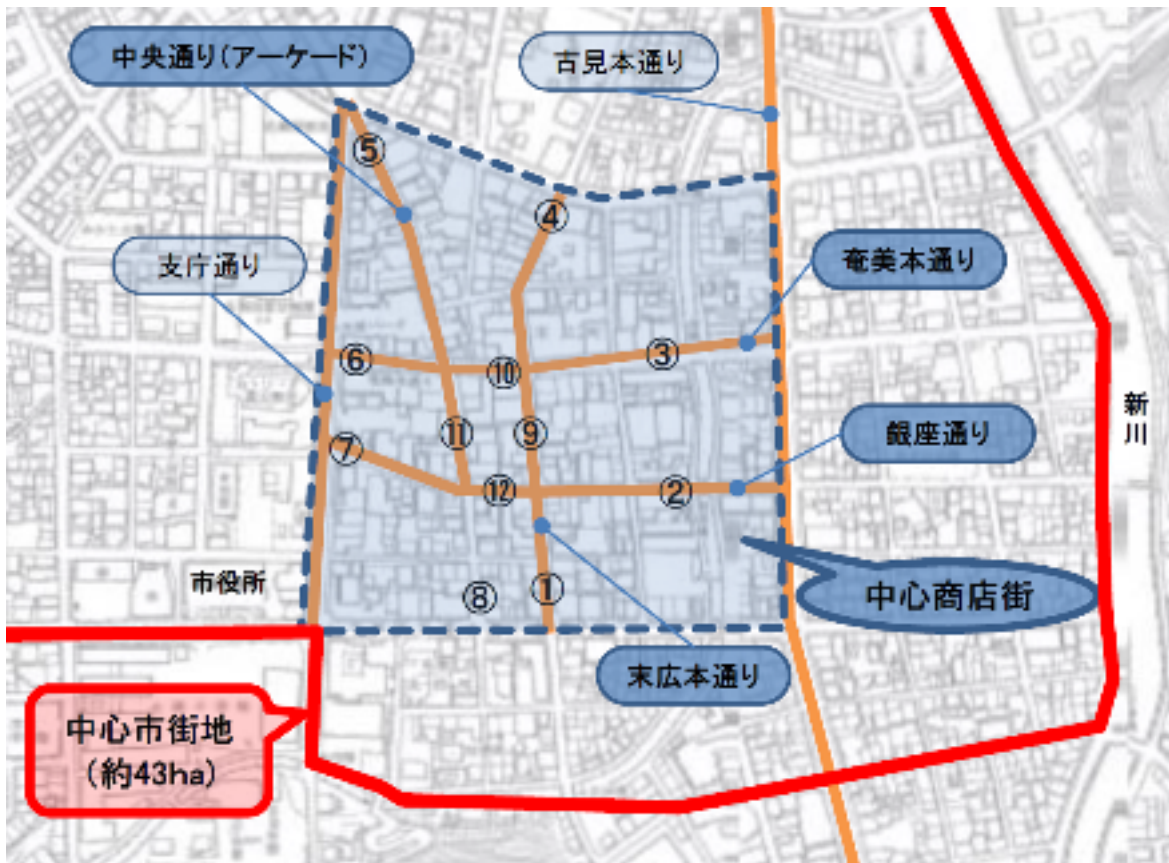 中央通り(アーケード)
古見本通り
⑤
④
支庁通り
奄美本通り
⑥
⑩
③
新川
⑦
⑪
⑨
銀座通り
⑫
②
市役所
⑧
①
中心商店街
末広本通り
中心市街地
(約43ha)